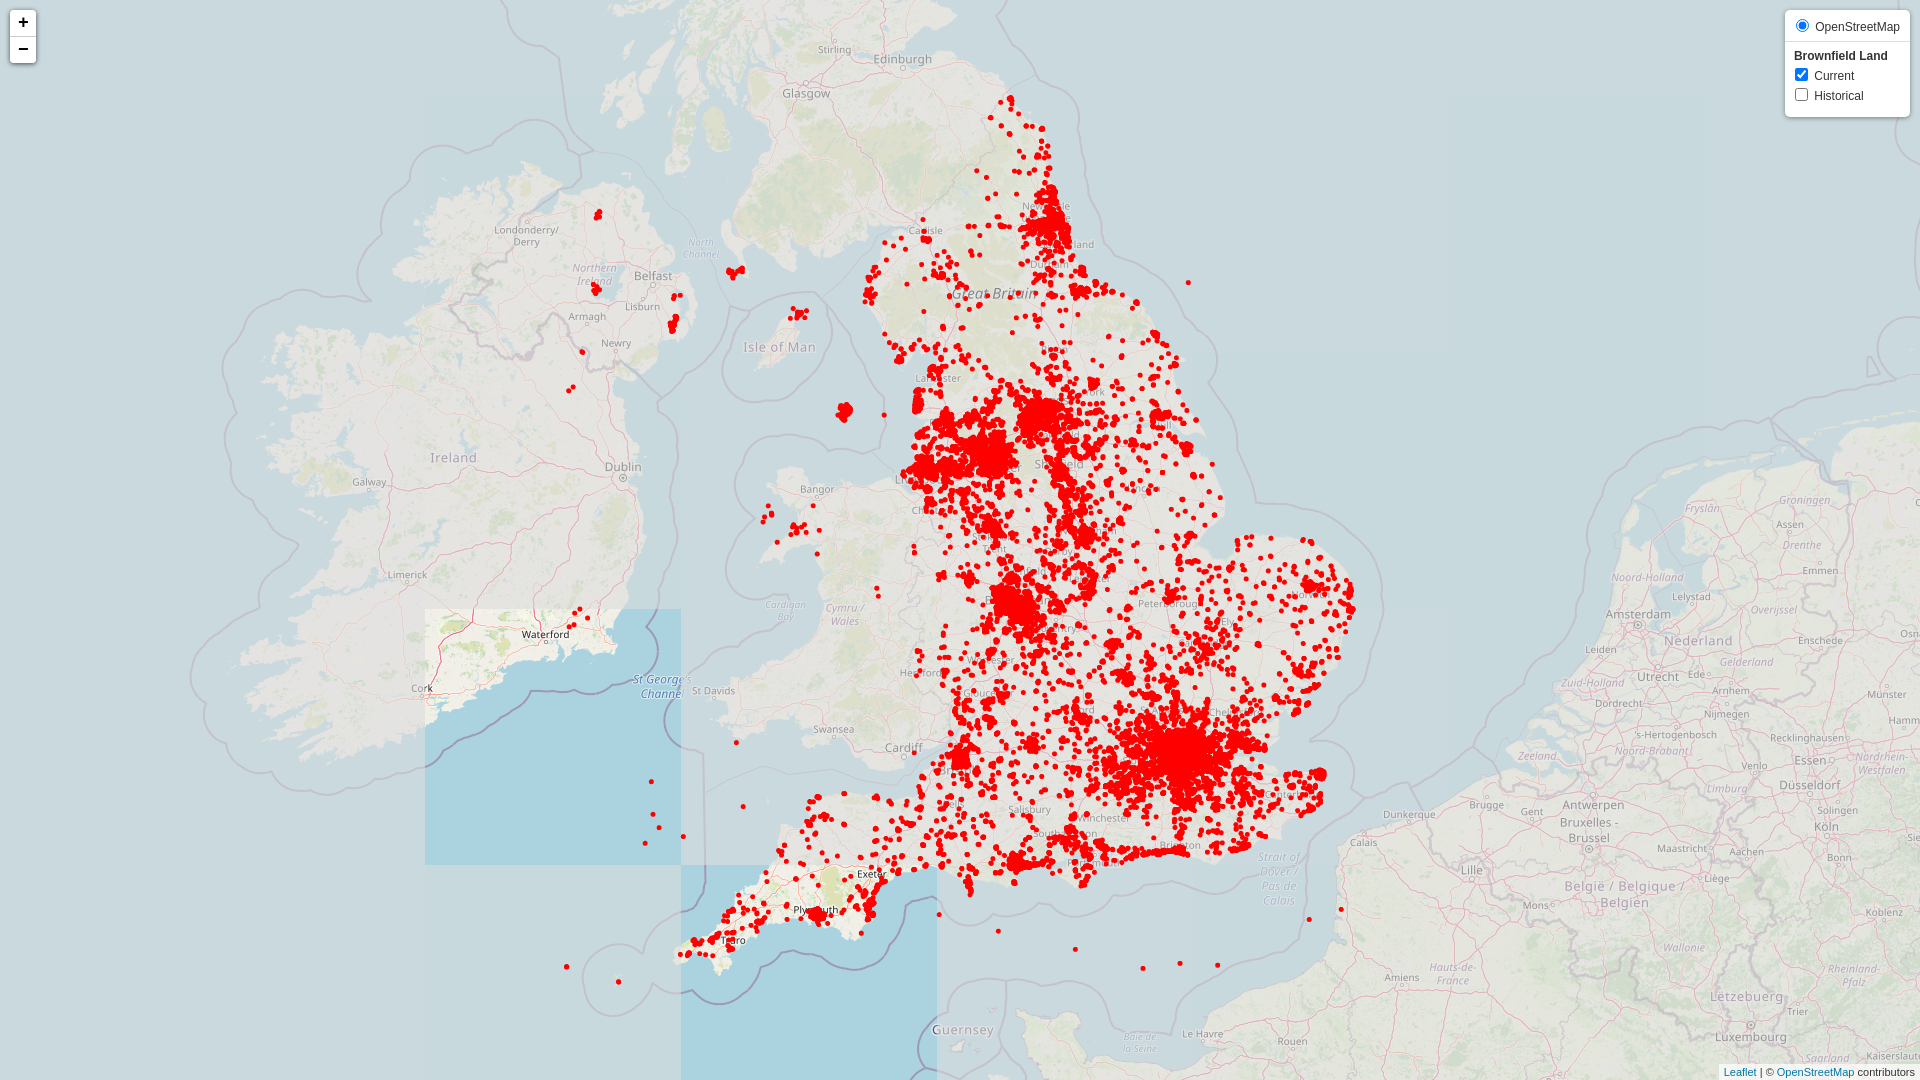 +
−
OpenStreetMap
Brownfield Land
Current
Historical
Stirling
Edinburgh
Glasgow
Londonderry/
Derry
North
Channel
Northern
Ireland
Belfast
Lisburn
Armagh
Newry
Isle of Man
Carlisle
Great Britain
Ireland
Dublin
Galway
Limerick
Waterford
Cork
St George's
Channel
Bangor
Cardigan
Bay
Cymru /
Wales
St Davids
Swansea
Cardiff
Peterborough
Ely
Salisbury
Winchester
Brighton
Exeter
Plymouth
Truro
Guernsey
Strait of
Dover /
Pas de
Calais
Baie de
la Seine
Le Havre
Rouen
Amiens
Hauts-de-
France
Dunkerque
Calais
Lille
Mons
Brugge
Gent
Antwerpen
Bruxelles -
Brussel
België / Belgique /
Belgien
Wallonie
Maastricht
Liège
Aachen
Köln
Bonn
Koblenz
Rheinland-
Pfalz
Lëtzebuerg
Trier
Luxembourg
Saarland
Kaiserslaute
Groningen
Fryslân
Assen
Drenthe
Emmen
Noord-Holland
Lelystad
Amsterdam
Overijssel
Nederland
Enschede
Leiden
Utrecht
Ede
Gelderland
Zuid-Holland
Arnhem
Dordrecht
Nijmegen
Münster
's-Hertogenbosch
Noord-Brabant
Zeeland
Recklinghausen
Nordrhein-
Westfalen
Essen
Venlo
Düsseldorf
Limburg
Solingen
Leaflet | © OpenStreetMap contributors